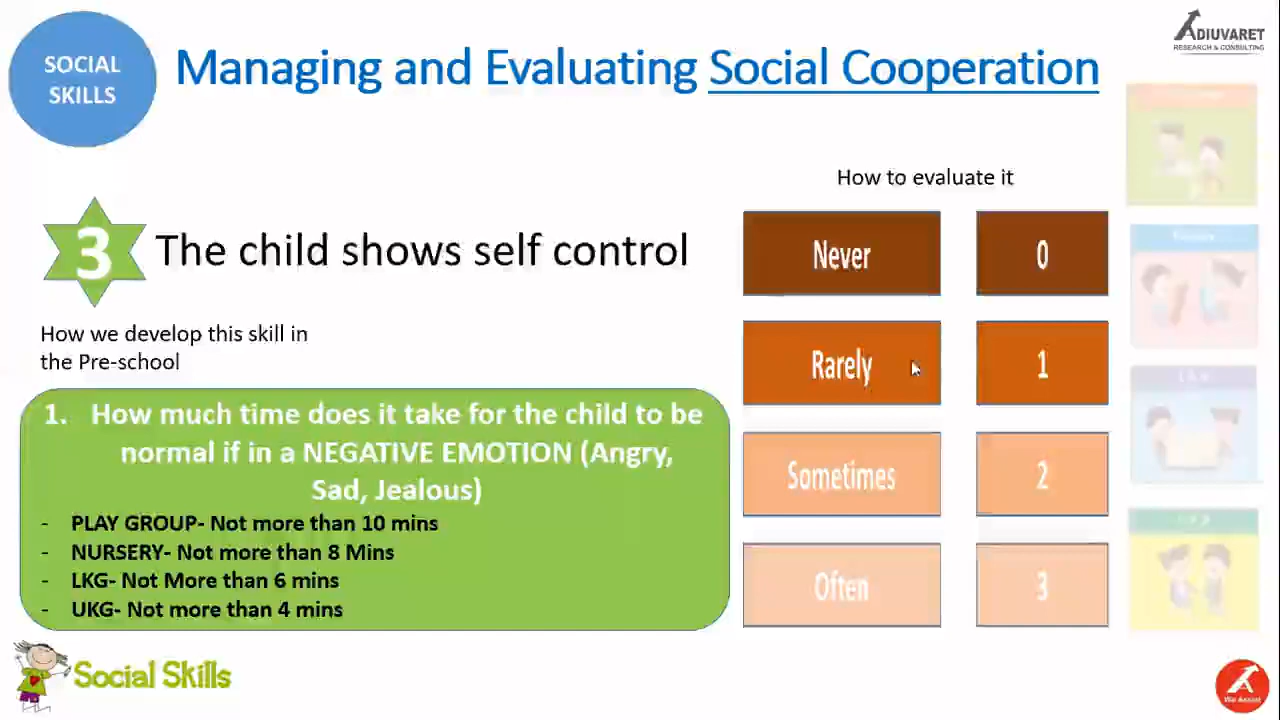 SOCIAL
SKILLS
Managing and Evaluating Social Cooperation
ADIUVARET
RESEARCH & CONSULTING
How to evaluate it
3
The child shows self control
Never
0
How we develop this skill in
the Pre-school
Rarely
1
1. How much time does it take for the child to be
normal if in a NEGATIVE EMOTION (Angry,
Sad, Jealous)
- PLAY GROUP- Not more than 10 mins
- NURSERY- Not more than 8 Mins
- LKG- Not More than 6 mins
- UKG- Not more than 4 mins
Sometimes
2
Often
3
Social Skills
We Assist